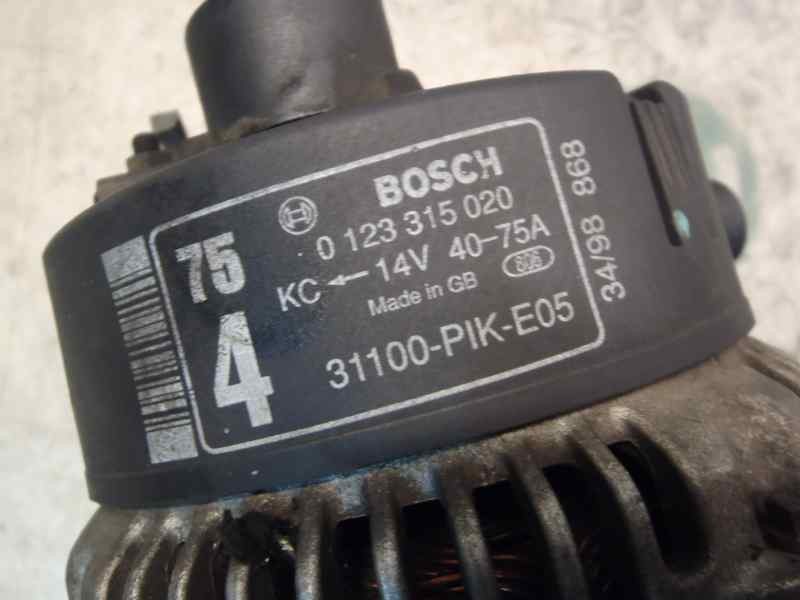 BOSCH
0 123 315 020
KC ← 14V 40-75A
Made in GB 806
31100-PIK-E05
75
4
34/98 868